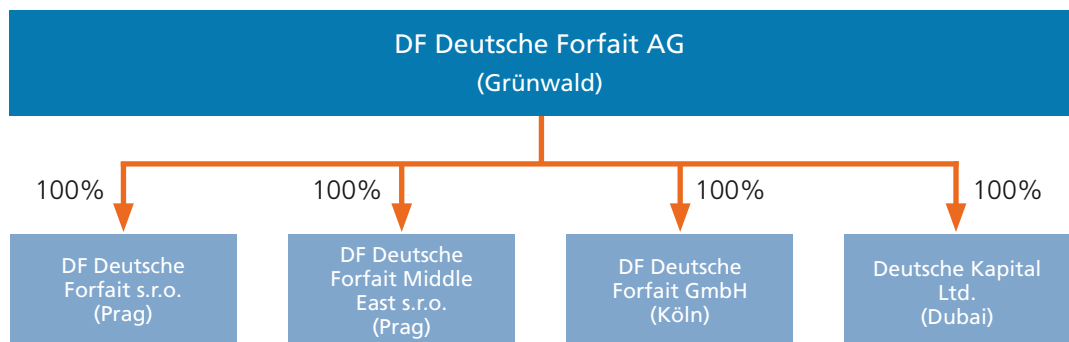 DF Deutsche Forfait AG
(Grünwald)
100%
100%
100%
100%
DF Deutsche
Forfait s.r.o.
(Prag)
DF Deutsche
Forfait Middle
East s.r.o.
(Prag)
DF Deutsche
Forfait GmbH
(Köln)
Deutsche Kapital
Ltd.
(Dubai)